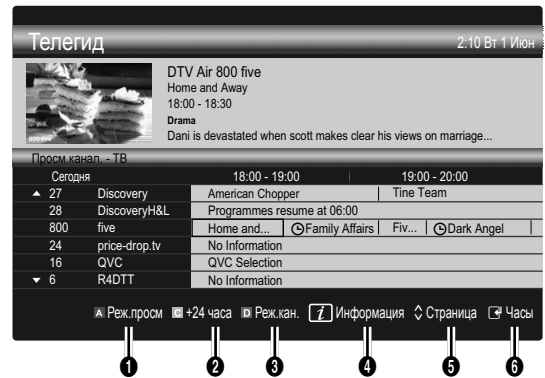 Телегид 2:10 Вт 1 Июн
DTV Air 800 five
Home and Away
18:00 - 18:30
Drama
Dani is devastated when scott makes clear his views on marriage...
800 five
Просм.канал. - ТВ
Сегодня 18:00 - 19:00 19:00 - 20:00
▲ 27 Discovery American Chopper Tine Team
28 DiscoveryH&L Programmes resume at 06:00
800 five Home and... Family Affairs Fiv... Dark Angel
24 price-drop.tv No Information
16 QVC QVC Selection
▼ 6 R4DTT No Information
A Реж.просм C +24 часа D Реж.кан. i Информация Страница Часы
1 2 3 4 5 6